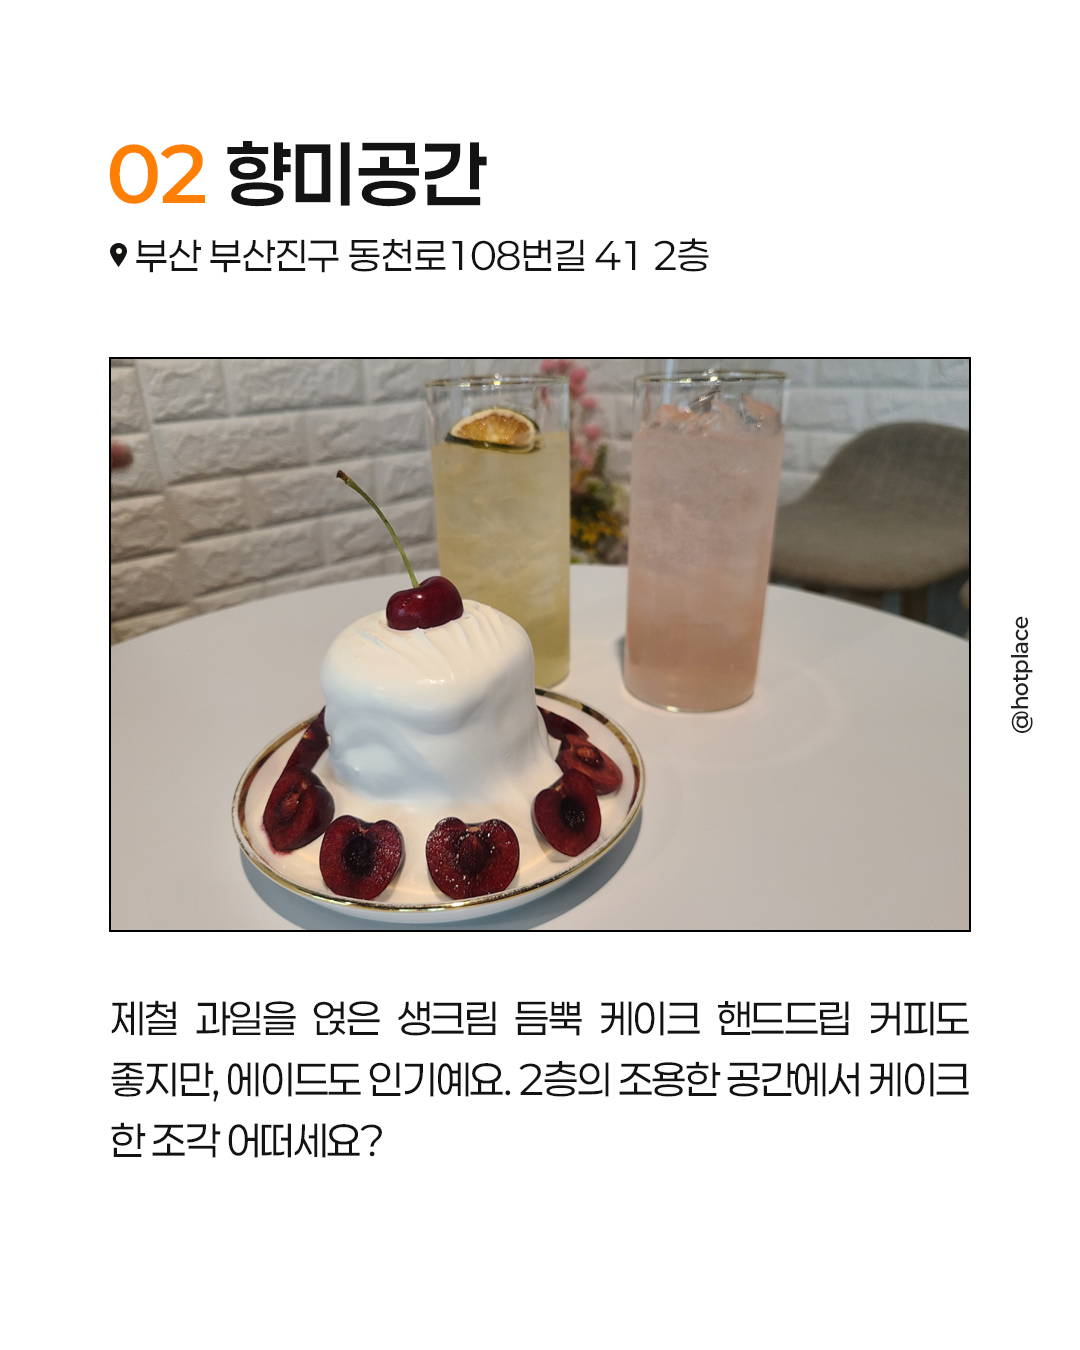 02 향미공간
부산 부산진구 동천로108번길 41 2층
@hotplace
제철 과일을 얹은 생크림 듬뿍 케이크 핸드드립 커피도
좋지만, 에이드도 인기예요. 2층의 조용한 공간에서 케이크
한 조각 어떠세요?